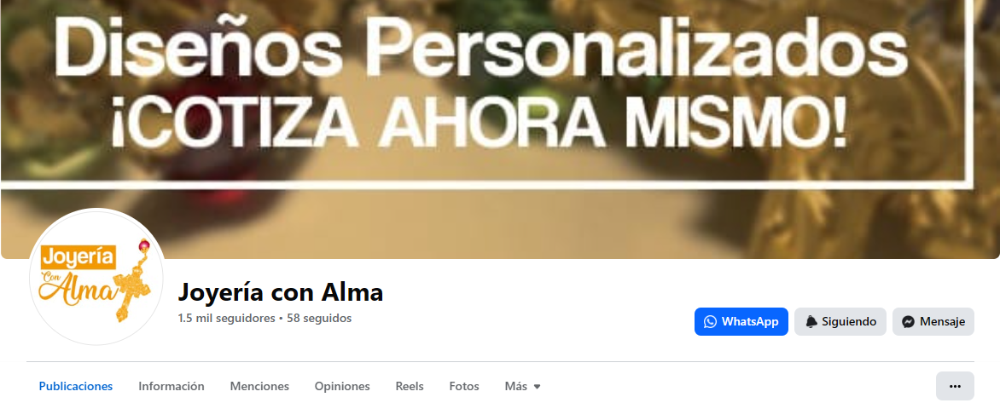 Diseños Personalizados
¡COTIZA AHORA MISMO!
Joyería
Con
Alma
Joyería con Alma
1.5 mil seguidores • 58 seguidos
WhatsApp
Siguiendo
Mensaje
Publicaciones
Información
Menciones
Opiniones
Reels
Fotos
Más